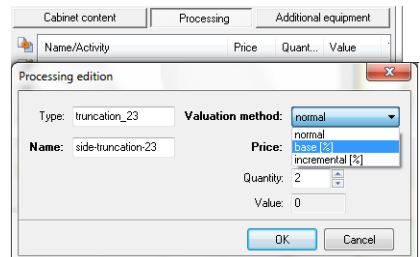 Cabinet content Processing Additional equipment
Name/Activity Price Quant... Value
Processing edition
Type: truncation_23 Valuation method: normal
normal
Name: side-truncation-23 Price: base [%]
incremental [%]
Quantity: 2
Value: 0
OK Cancel